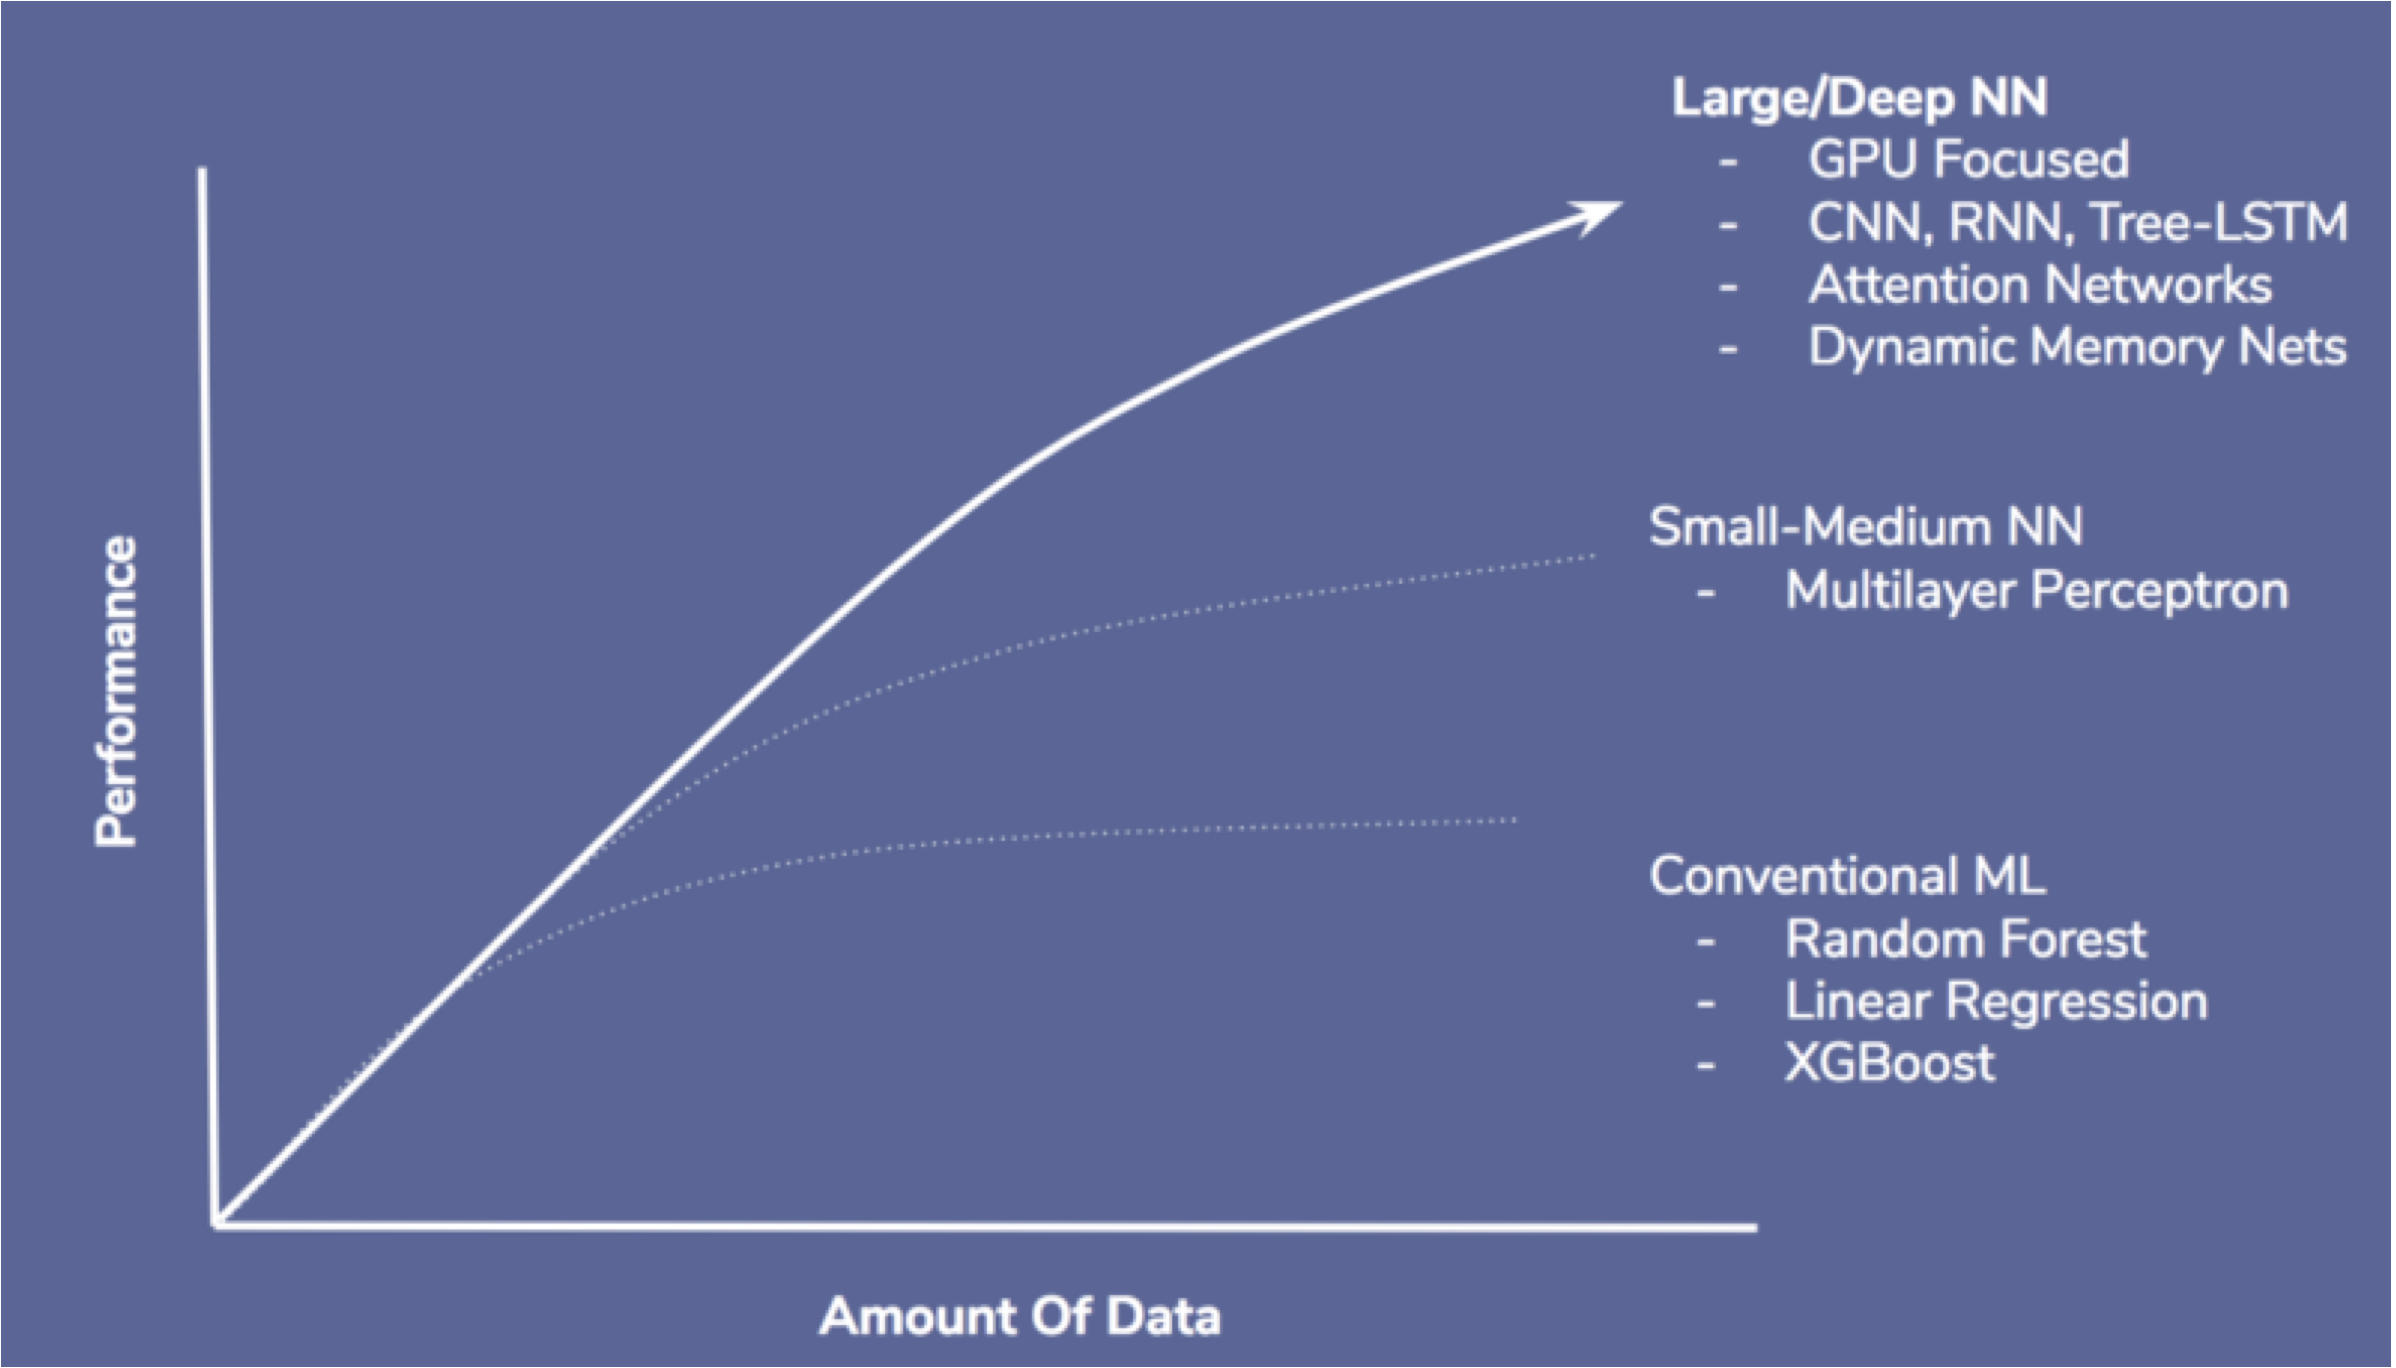 Large/Deep NN
- GPU Focused
- CNN, RNN, Tree-LSTM
- Attention Networks
- Dynamic Memory Nets
Small-Medium NN
- Multilayer Perceptron
Conventional ML
- Random Forest
- Linear Regression
- XGBoost
Performance
Amount Of Data